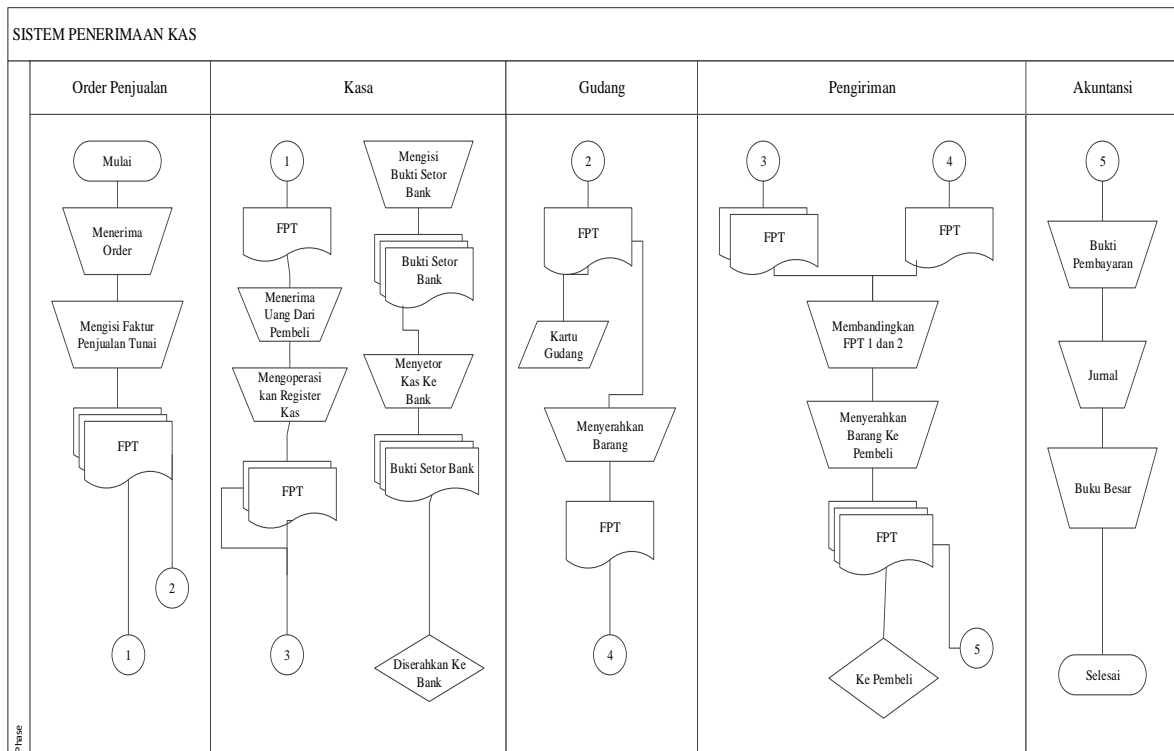 SISTEM PENERIMAAN KAS
Phase
Order Penjualan
Mulai
Menerima
Order
Mengisi Faktur
Penjualan Tunai
FPT
2
1
Kasa
1
FPT
Menerima
Uang Dari
Pembeli
Mengoperasi
kan Register
Kas
FPT
3
Mengisi
Bukti Setor
Bank
Bukti Setor
Bank
Menyetor
Kas Ke
Bank
Bukti Setor Bank
Diserahkan Ke
Bank
Gudang
2
FPT
Kartu
Gudang
Menyerahkan
Barang
FPT
4
Pengiriman
3
4
FPT
FPT
Membandingkan
FPT 1 dan 2
Menyerahkan
Barang Ke
Pembeli
FPT
5
Ke Pembeli
Akuntansi
5
Bukti
Pembayaran
Jurnal
Buku Besar
Selesai